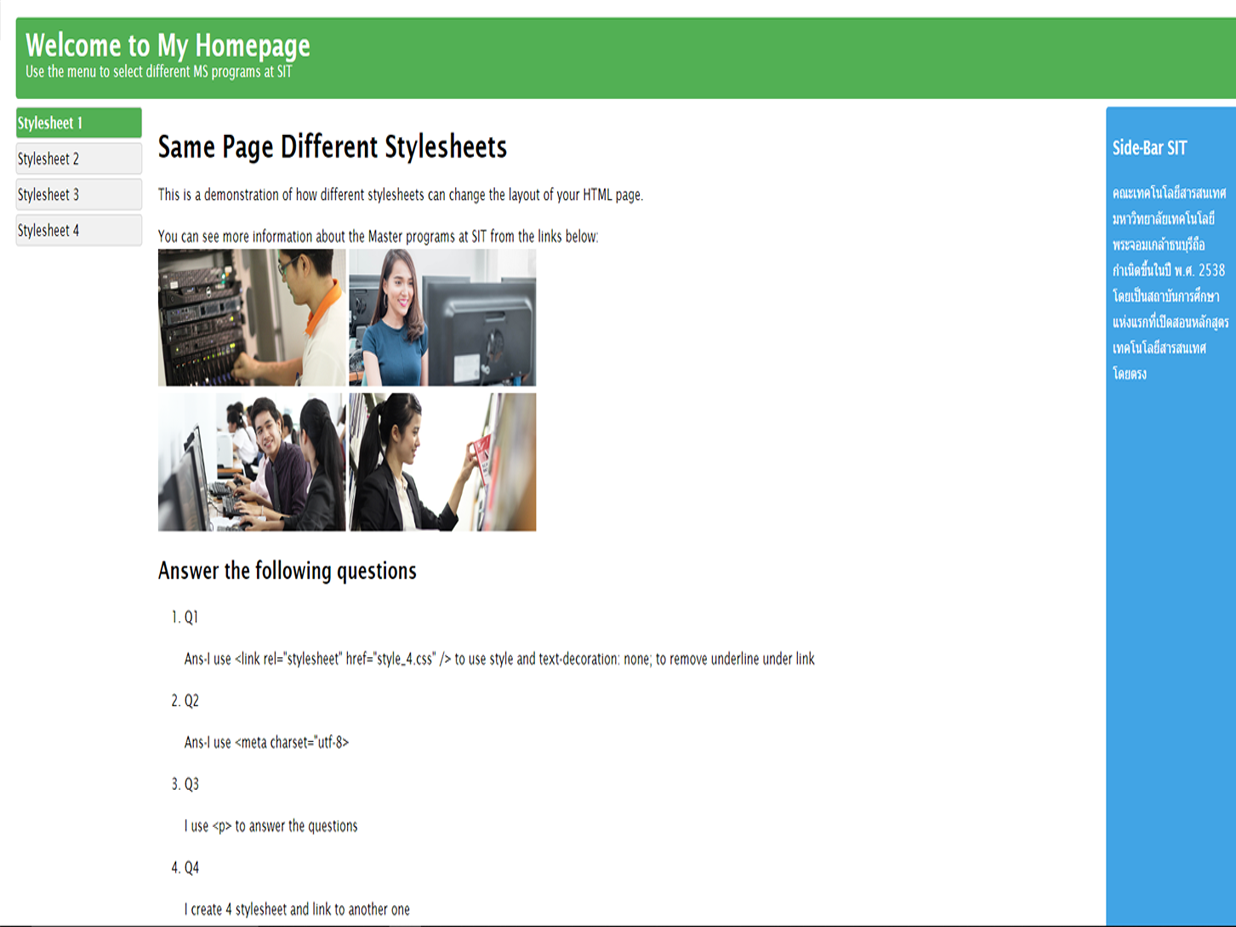 Welcome to My Homepage
Use the menu to select different MS programs at SIT
Stylesheet 1
Stylesheet 2
Stylesheet 3
Stylesheet 4
Same Page Different Stylesheets
This is a demonstration of how different stylesheets can change the layout of your HTML page.
You can see more information about the Master programs at SIT from the links below:
Answer the following questions
1. Q1
Ans-I use <link rel="stylesheet" href="style_4.css" /> to use style and text-decoration: none; to remove underline under link
2. Q2
Ans-I use <meta charset="utf-8>
3. Q3
I use <p> to answer the questions
4. Q4
I create 4 stylesheet and link to another one
Side-Bar SIT
คณะเทคโนโลยีสารสนเทศ
มหาวิทยาลัยเทคโนโลยี
พระจอมเกล้าธนบุรีถือ
กำเนิดขึ้นในปี พ.ศ. 2538
โดยเป็นสถาบันการศึกษา
แห่งแรกที่เปิดสอนหลักสูตร
เทคโนโลยีสารสนเทศ
โดยตรง